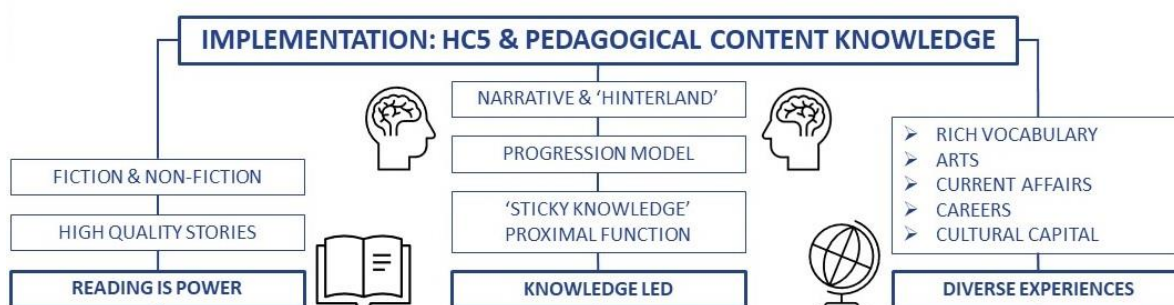 IMPLEMENTATION: HC5 & PEDAGOGICAL CONTENT KNOWLEDGE
FICTION & NON-FICTION
HIGH QUALITY STORIES
READING IS POWER
NARRATIVE & ‘HINTERLAND’
PROGRESSION MODEL
‘STICKY KNOWLEDGE’
PROXIMAL FUNCTION
KNOWLEDGE LED
RICH VOCABULARY
ARTS
CURRENT AFFAIRS
CAREERS
CULTURAL CAPITAL
DIVERSE EXPERIENCES